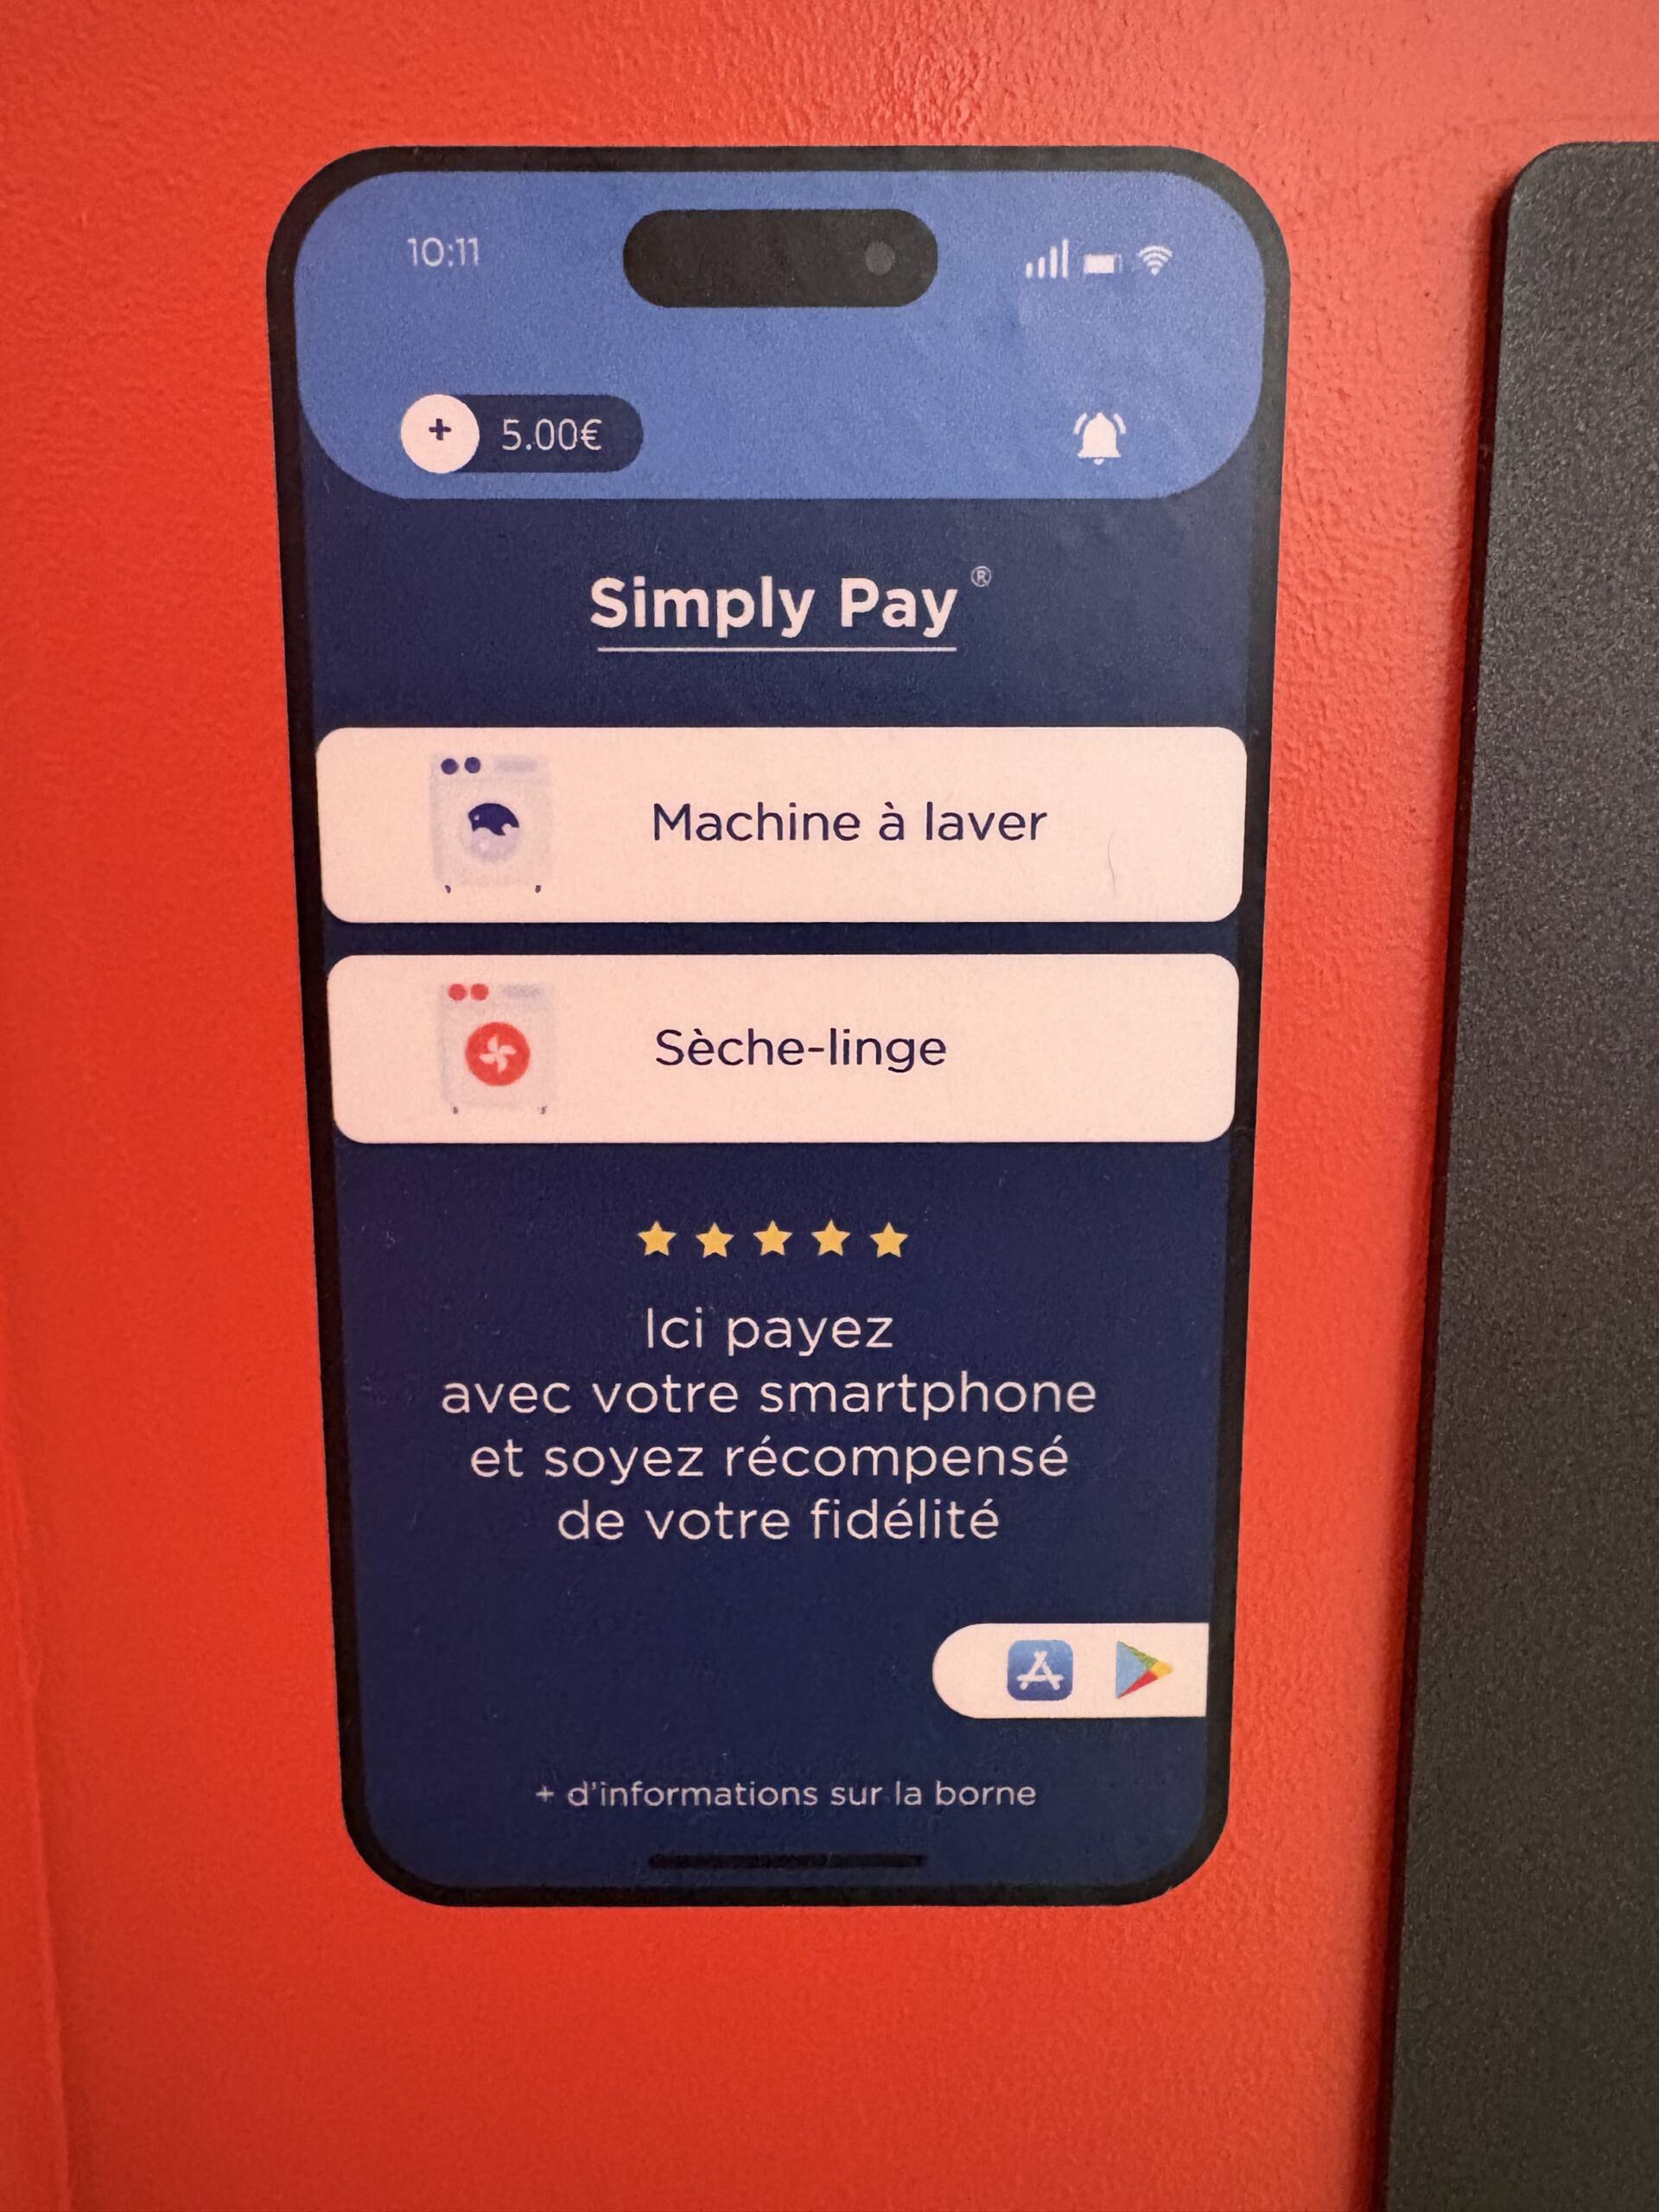 10:11
+ 5.00€
Simply Pay ®
Machine à laver
Sèche-linge
Ici payez
avec votre smartphone
et soyez récompensé
de votre fidélité
+ d'informations sur la borne